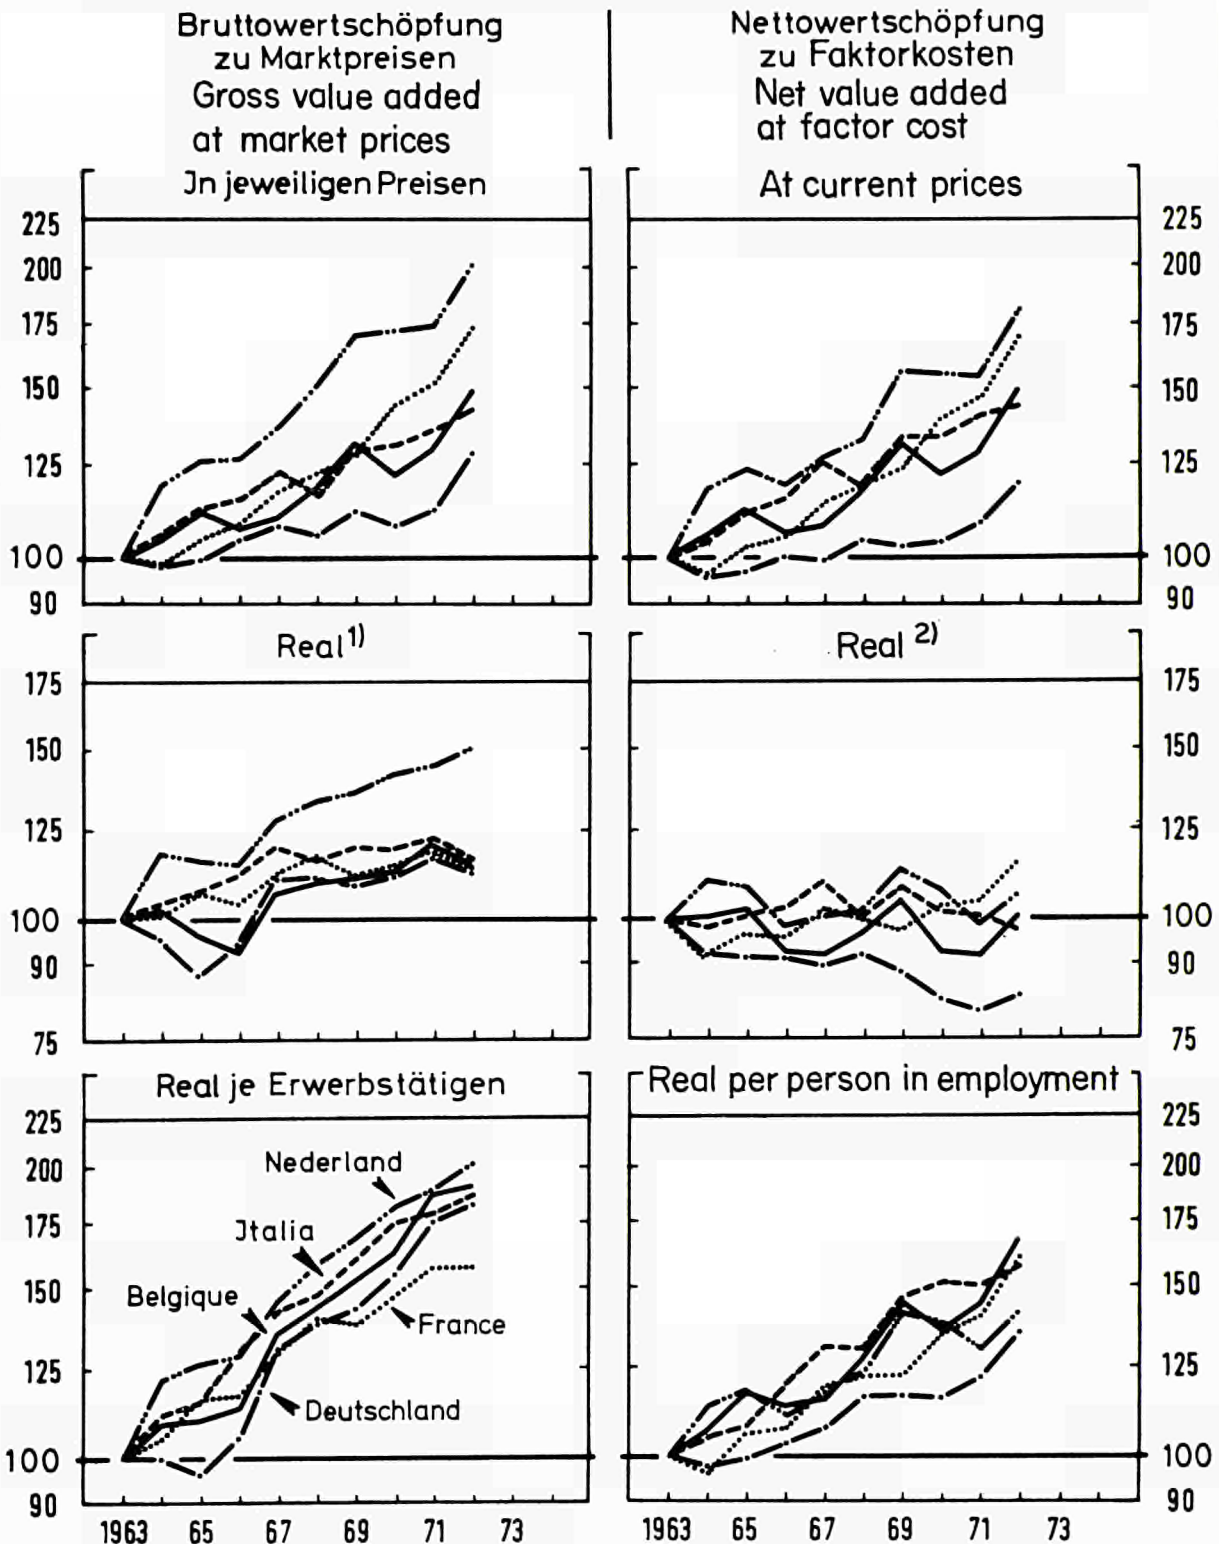 Bruttowertschöpfung
zu Marktpreisen
Gross value added
at market prices
Nettowertschöpfung
zu Faktorkosten
Net value added
at factor cost
Jn jeweiligen Preisen
At current prices
225
200
175
150
125
100
90
225
200
175
150
125
100
90
Real 1)
Real 2)
175
150
125
100
90
75
175
150
125
100
90
75
Real je Erwerbstätigen
Real per person in employment
225
200
175
150
125
100
90
Nederland
Jtalia
Belgique
France
Deutschland
225
200
175
150
125
100
90
1963 65 67 69 71 73
1963 65 67 69 71 73